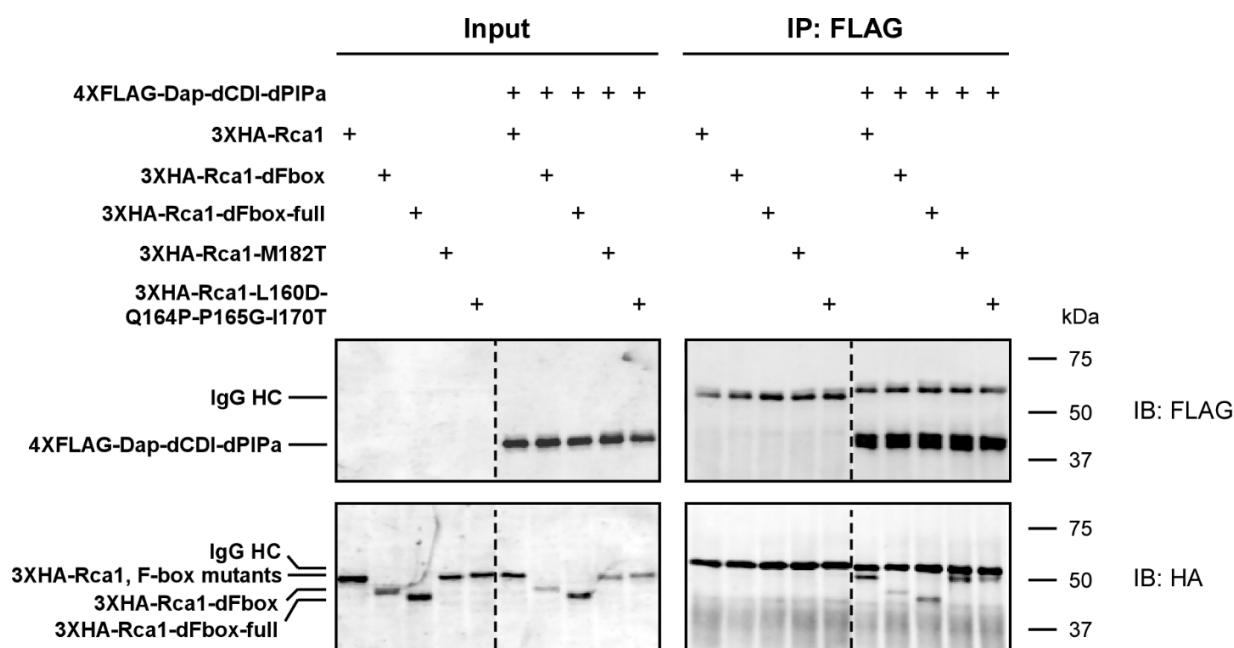 Input IP: FLAG
4XFLAG-Dap-dCDI-dPIPa + + + + + + + + + +
3XHA-Rca1 + + + +
3XHA-Rca1-dFbox + + + +
3XHA-Rca1-dFbox-full + + + +
3XHA-Rca1-M182T + + + +
3XHA-Rca1-L160D-
Q164P-P165G-I170T + + + +
kDa
75
IgG HC
50 IB: FLAG
4XFLAG-Dap-dCDI-dPIPa
37
75
IgG HC
3XHA-Rca1, F-box mutants 50 IB: HA
3XHA-Rca1-dFbox
3XHA-Rca1-dFbox-full 37